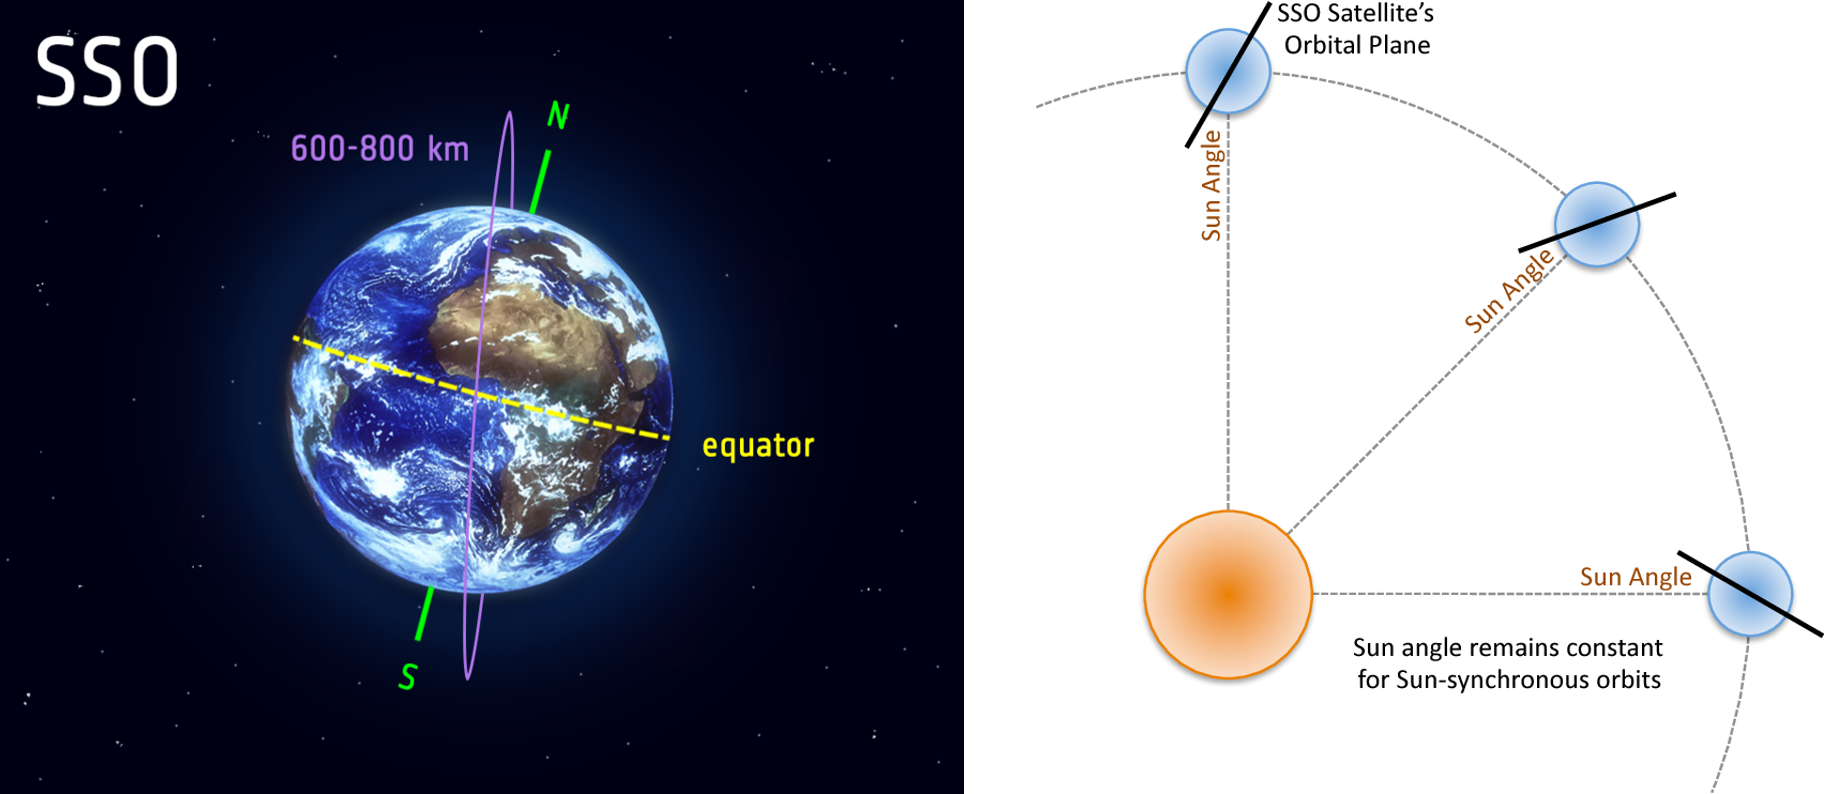 SSO
N
600-800 km
equator
S
SSO Satellite’s
Orbital Plane
Sun Angle
Sun Angle
Sun Angle
Sun angle remains constant
for Sun-synchronous orbits